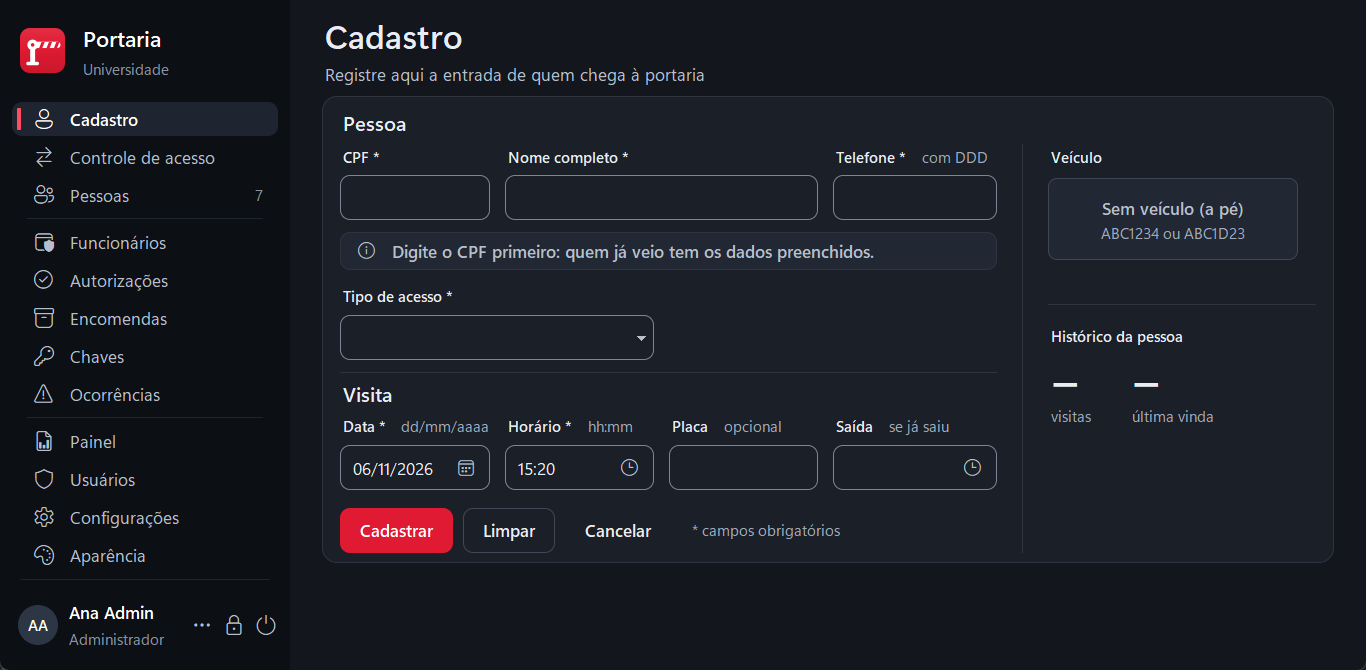 Portaria
Universidade
Cadastro
Controle de acesso
Pessoas 7
Funcionários
Autorizações
Encomendas
Chaves
Ocorrências
Painel
Usuários
Configurações
Aparência
AA
Ana Admin
Administrador
Cadastro
Registre aqui a entrada de quem chega à portaria
Pessoa
CPF * Nome completo * Telefone * com DDD
Digite o CPF primeiro: quem já veio tem os dados preenchidos.
Tipo de acesso *
Visita
Data * dd/mm/aaaa Horário * hh:mm Placa opcional Saída se já saiu
06/11/2026 15:20
Cadastrar Limpar Cancelar * campos obrigatórios
Veículo
Sem veículo (a pé)
ABC1234 ou ABC1D23
Histórico da pessoa
— —
visitas última vinda